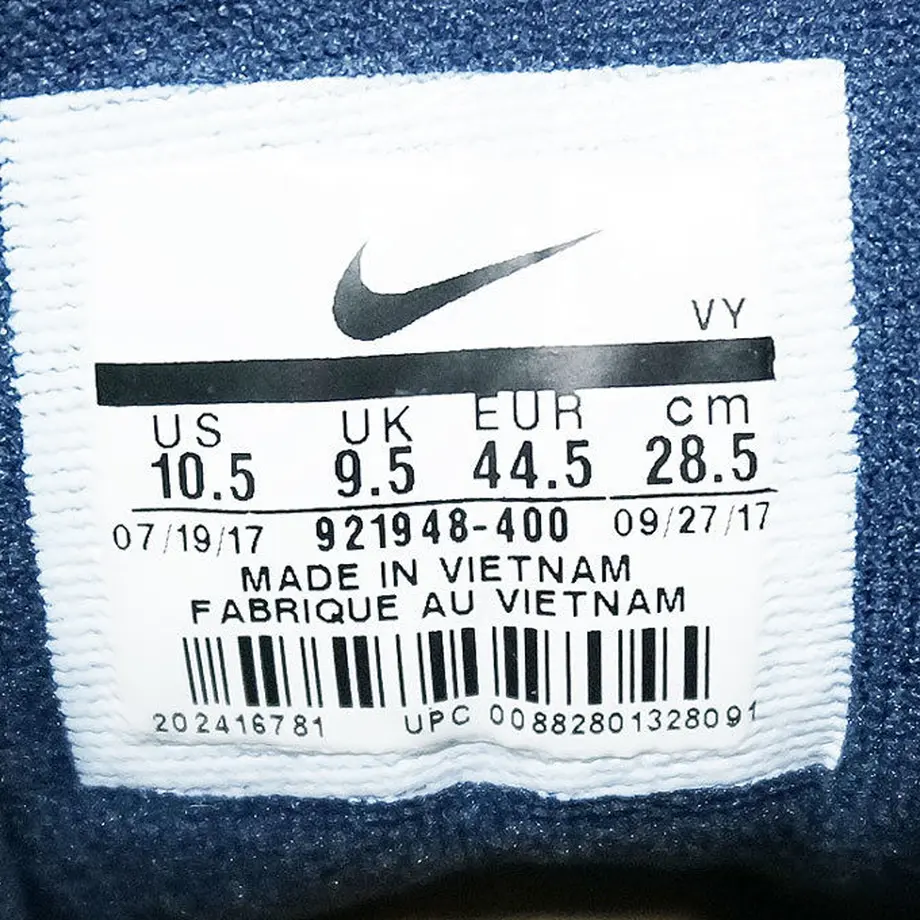 VY
US UK EUR cm
10.5 9.5 44.5 28.5
07/19/17 921948-400 09/27/17
MADE IN VIETNAM
FABRIQUE AU VIETNAM
202416781 UPC 00882801328091